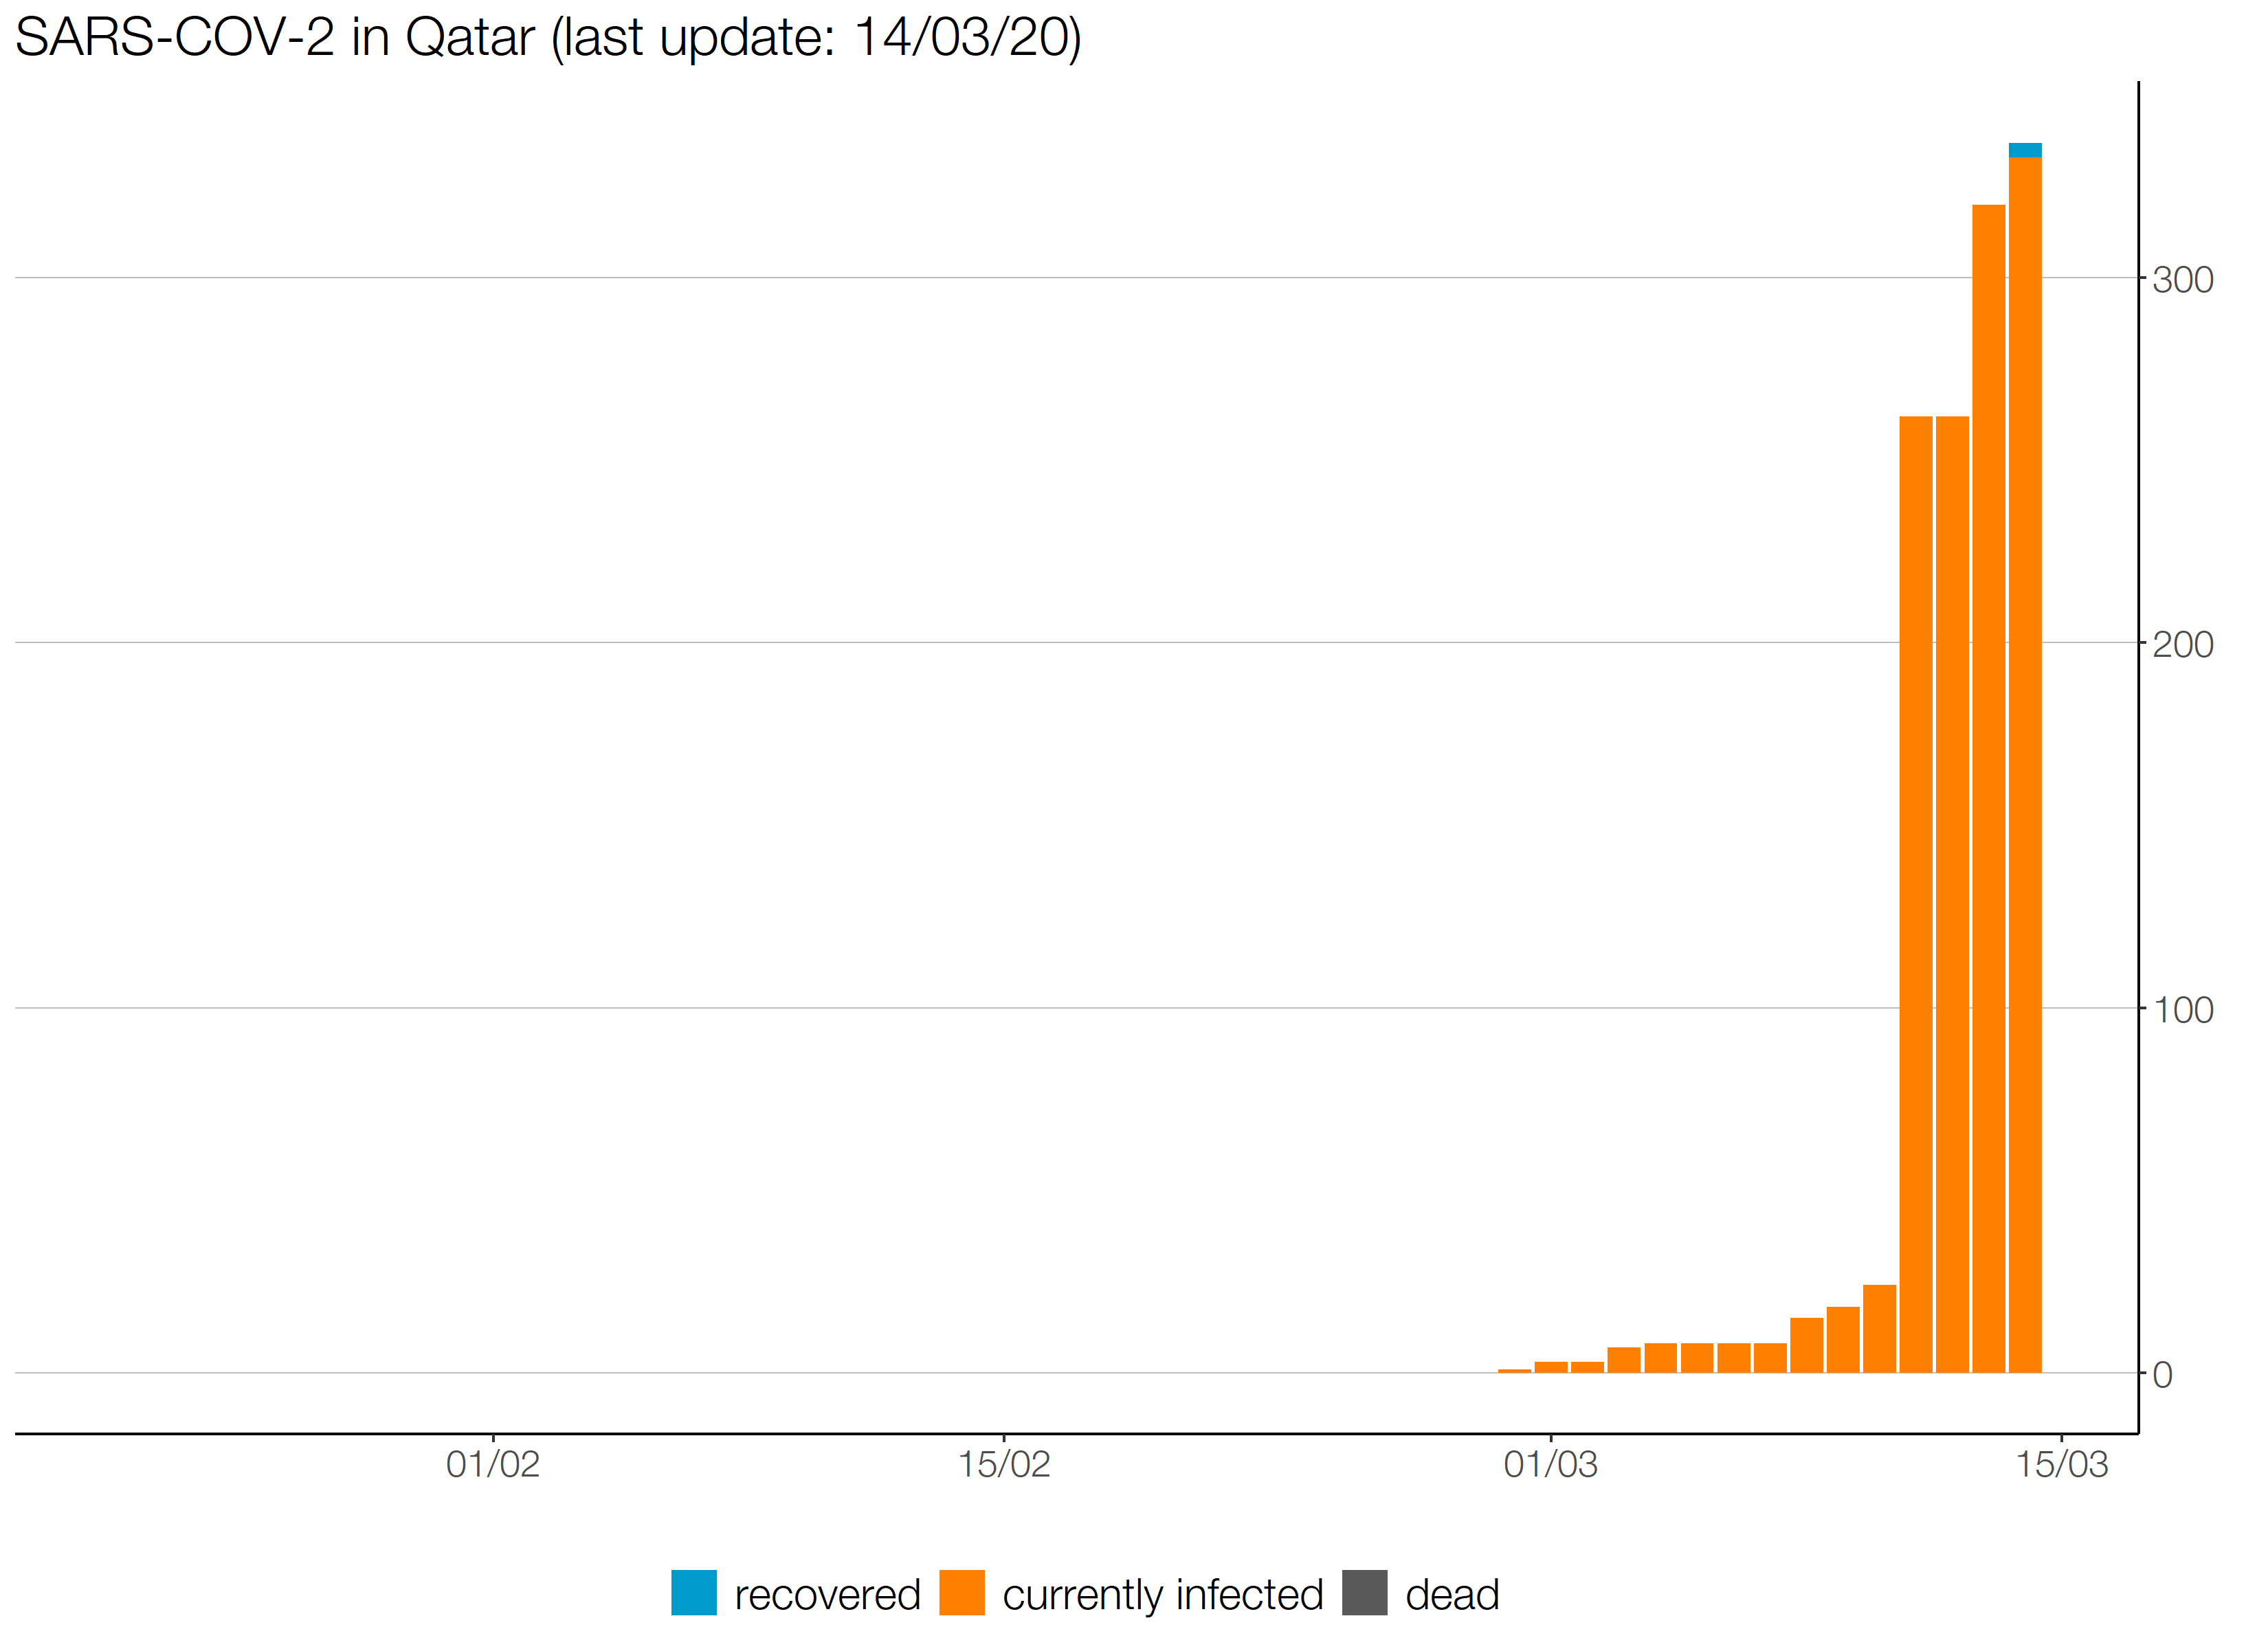 SARS-COV-2 in Qatar (last update: 14/03/20)
300
200
100
0
01/02 15/02 01/03 15/03
recovered currently infected dead